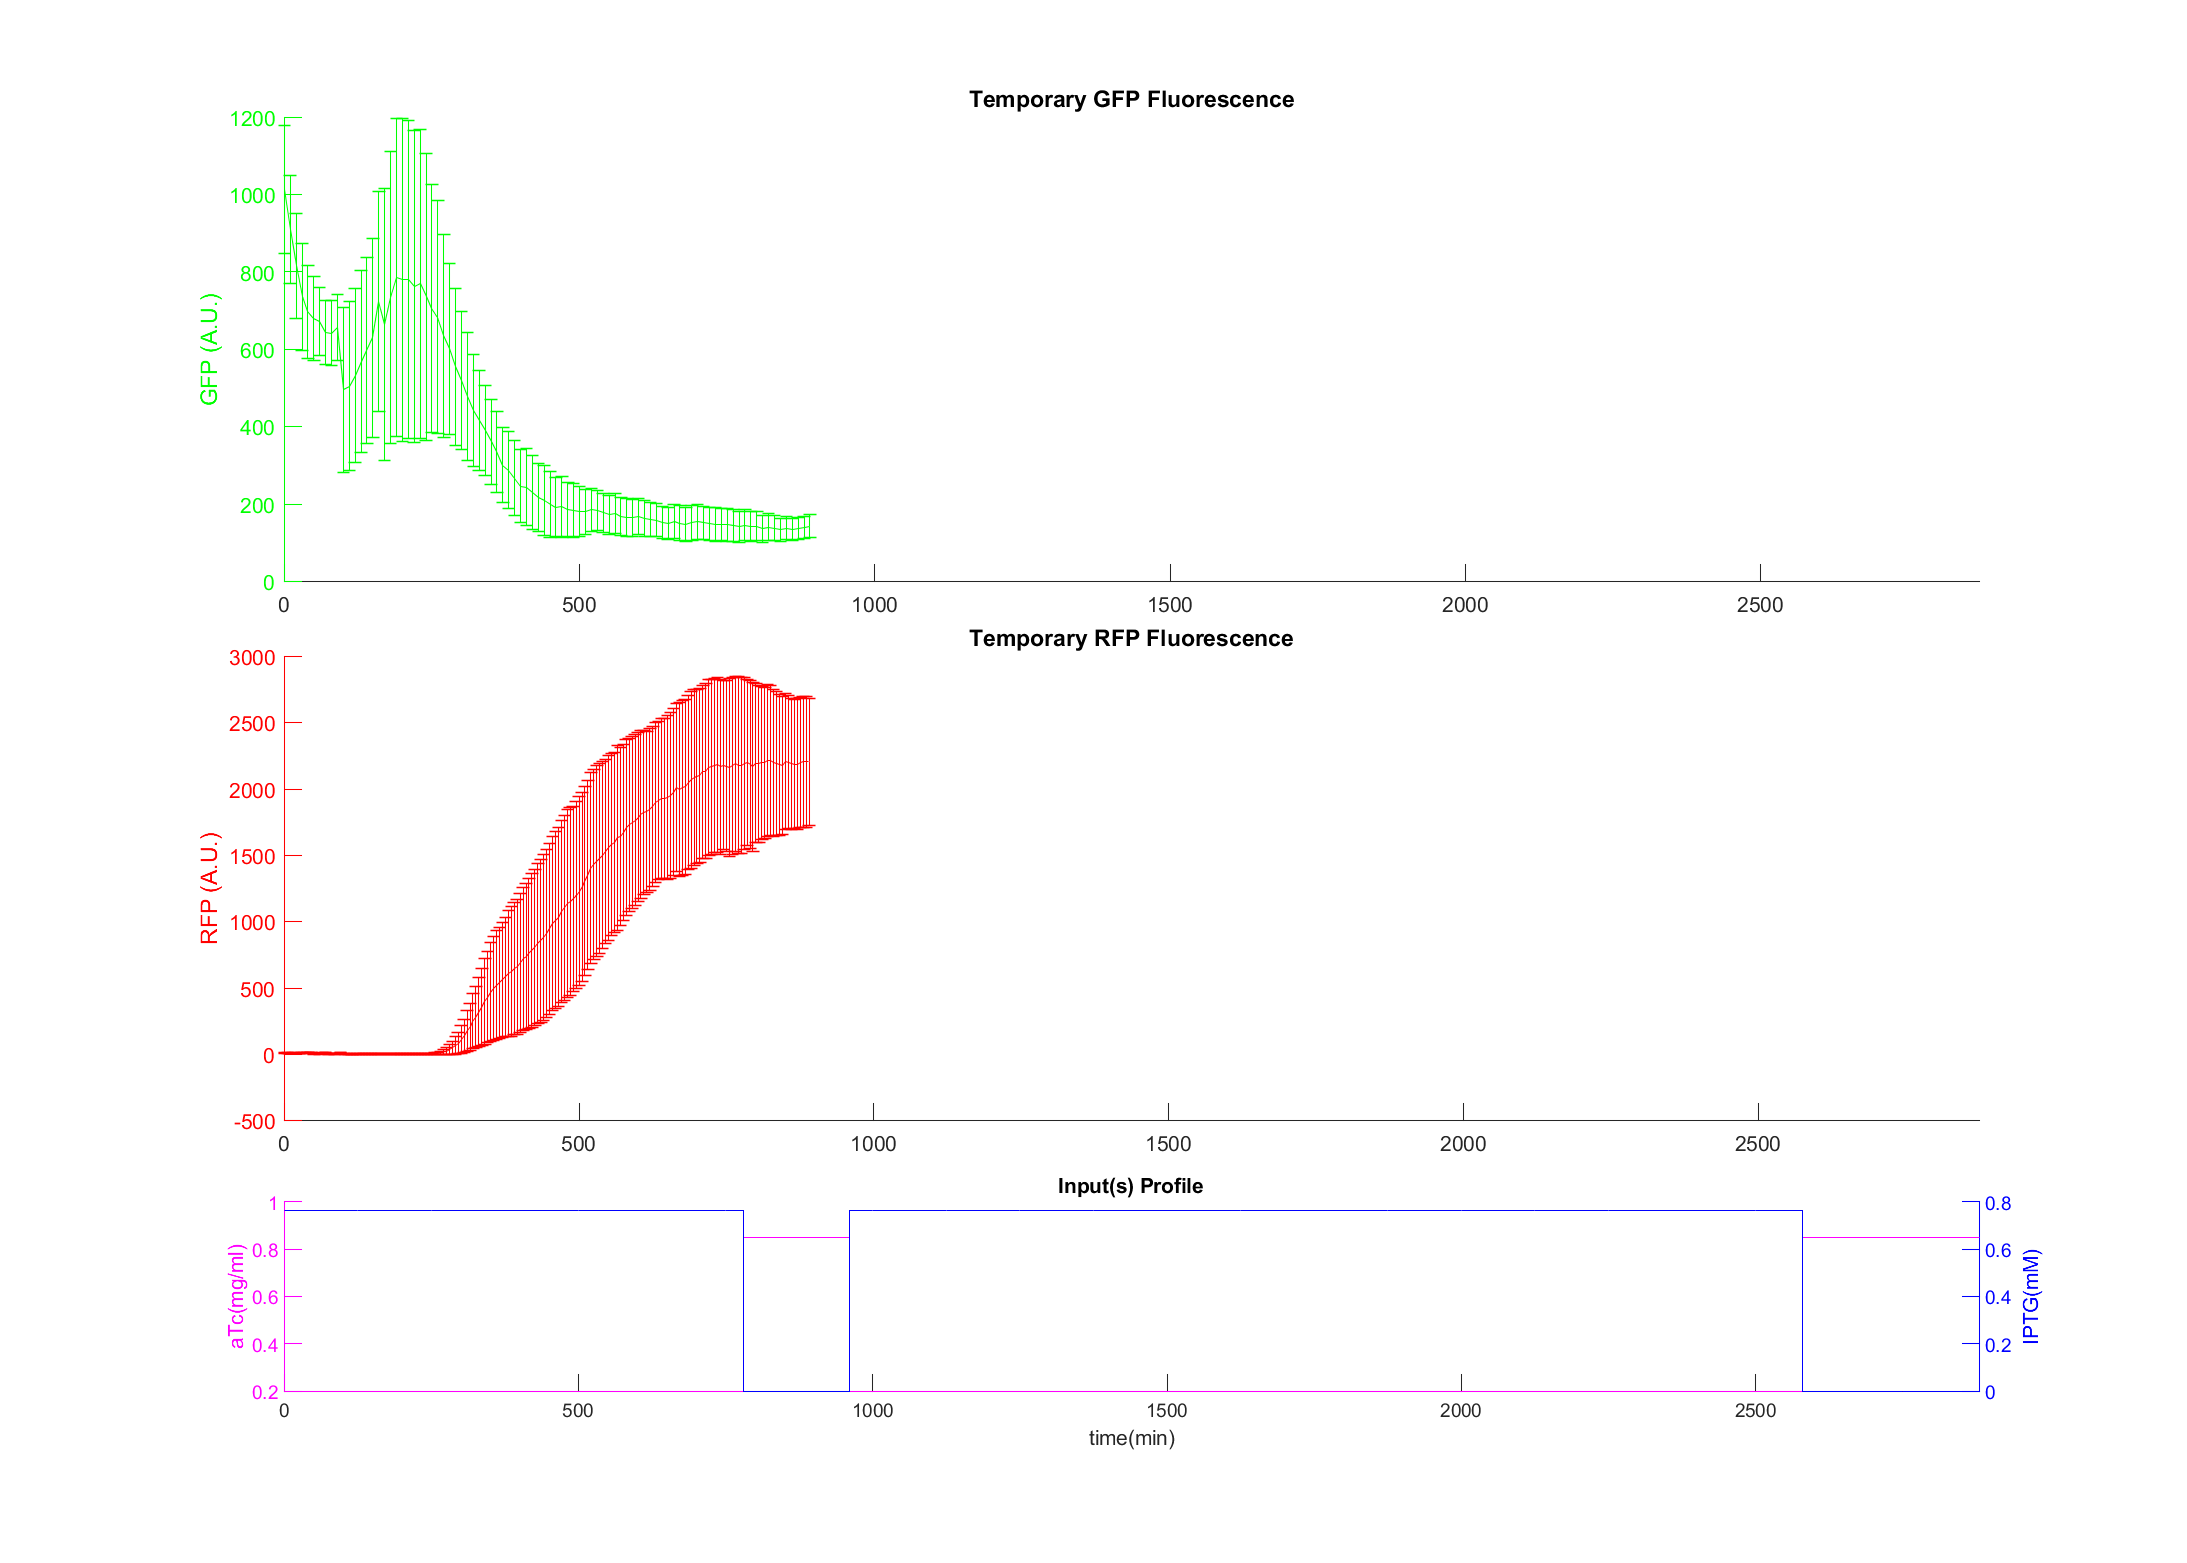 Temporary GFP Fluorescence
1200
1000
800
600
400
200
0
GFP (A.U.)
0 500 1000 1500 2000 2500
Temporary RFP Fluorescence
3000
2500
2000
1500
1000
500
0
-500
RFP (A.U.)
0 500 1000 1500 2000 2500
Input(s) Profile
1
0.8
0.6
0.4
0.2
aTc(mg/ml)
0.8
0.6
0.4
0.2
0
IPTG(mM)
0 500 1000 1500 2000 2500
time(min)